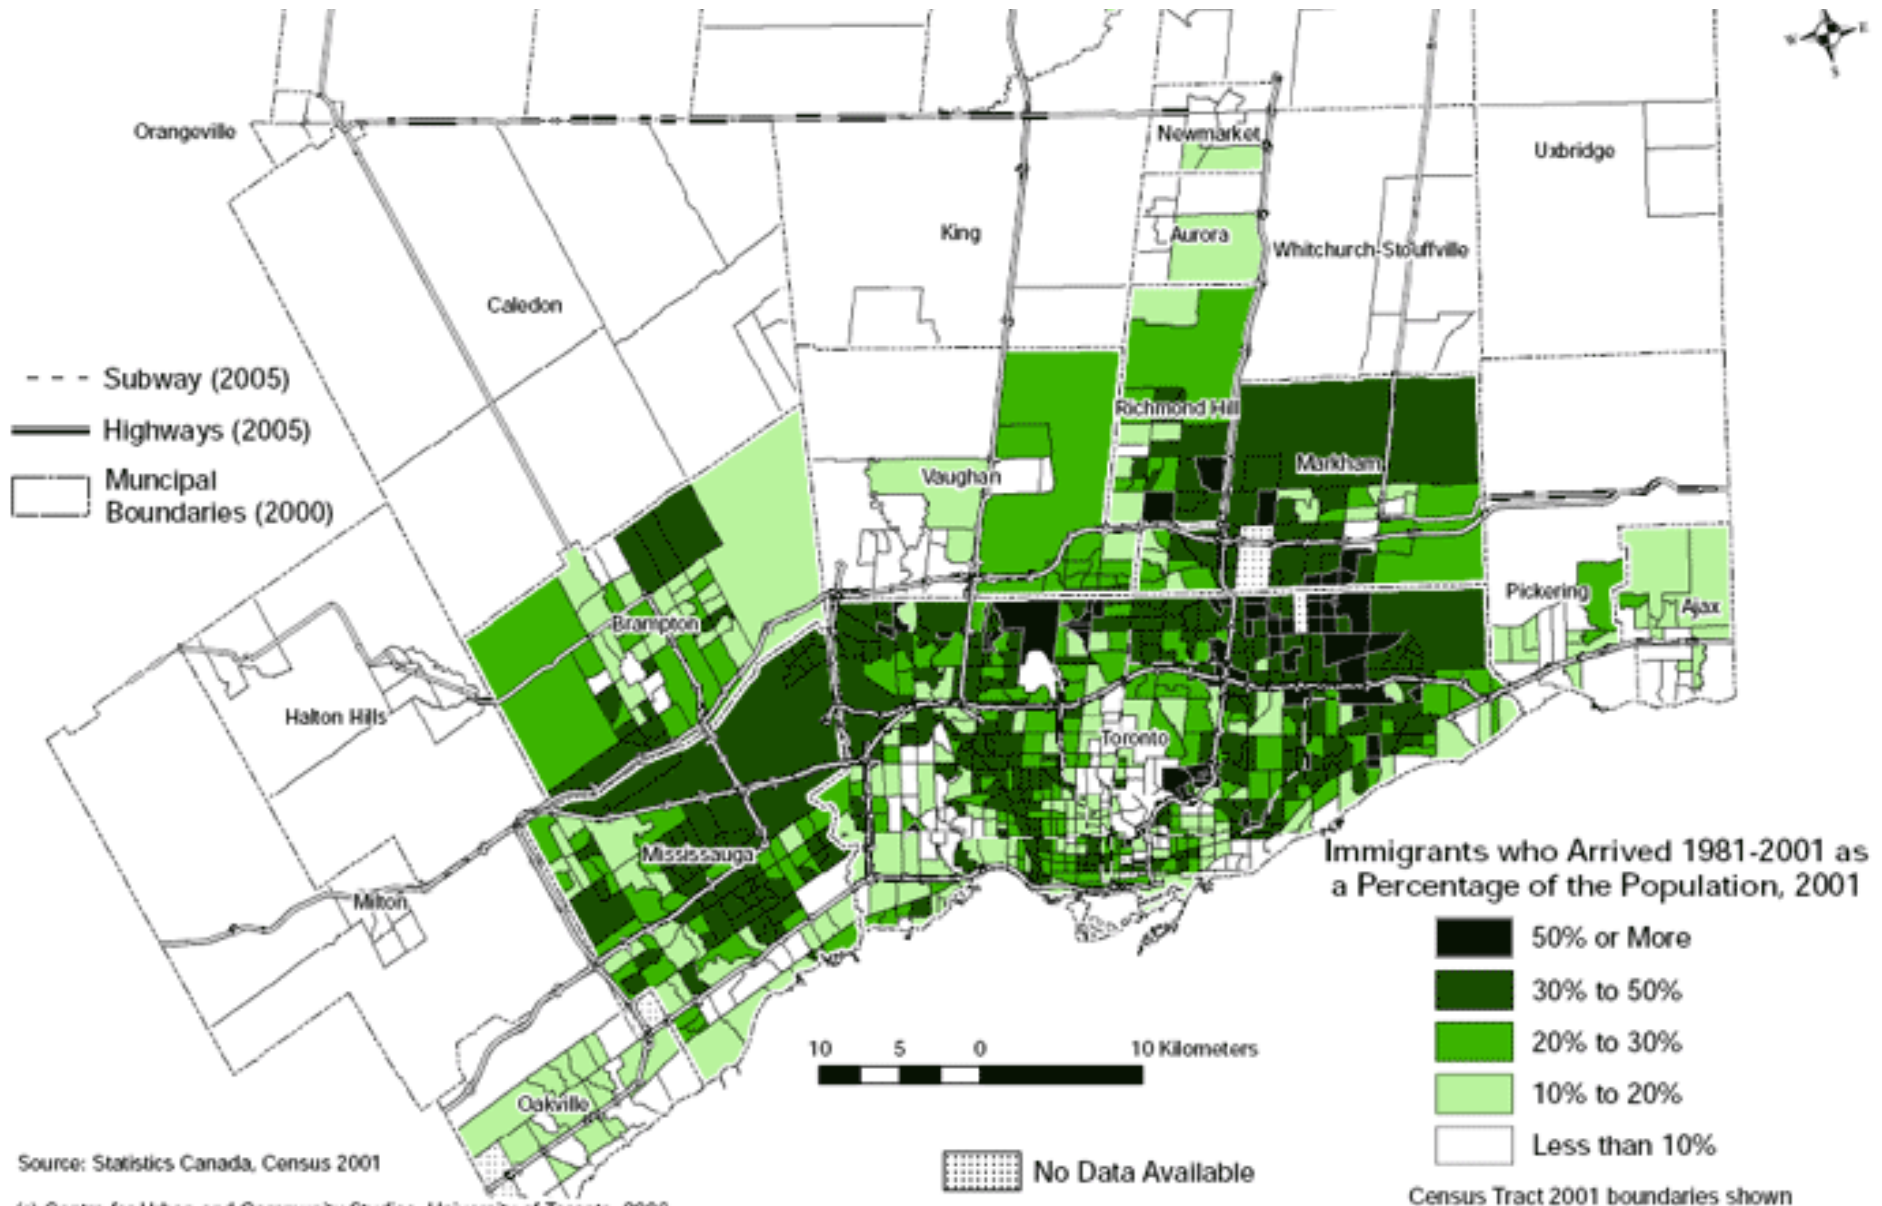 W
E
S
Orangeville
Newmarket
Uxbridge
King
Aurora
Whitchurch-Stouffville
Caledon
Subway (2005)
Highways (2005)
Muncipal
Boundaries (2000)
Richmond Hill
Markham
Vaughan
Pickering
Ajax
Brampton
Halton Hills
Toronto
Mississauga
Milton
Oakville
Immigrants who Arrived 1981-2001 as
a Percentage of the Population, 2001
50% or More
30% to 50%
20% to 30%
10% to 20%
Less than 10%
10 5 0 10 Kilometers
No Data Available
Source: Statistics Canada, Census 2001
Census Tract 2001 boundaries shown